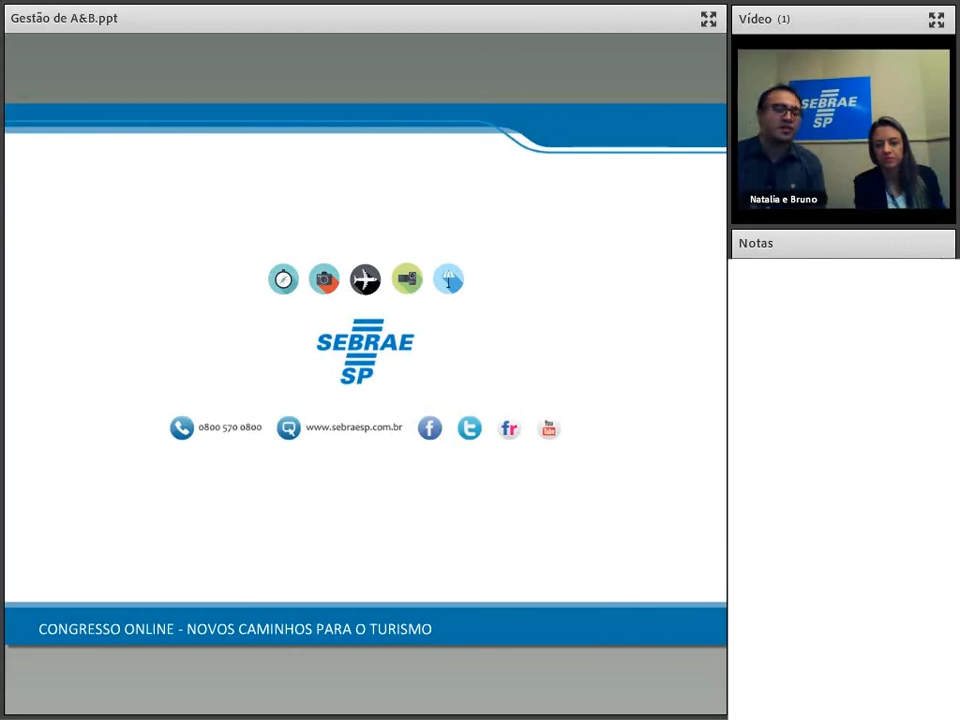 Gestão de A&B.ppt
Vídeo (1)
SEBRAE
SP
Natalia e Bruno
Notas
SEBRAE
SP
0800 570 0800
www.sebraesp.com.br
f
t
fr
You
Tube
CONGRESSO ONLINE - NOVOS CAMINHOS PARA O TURISMO